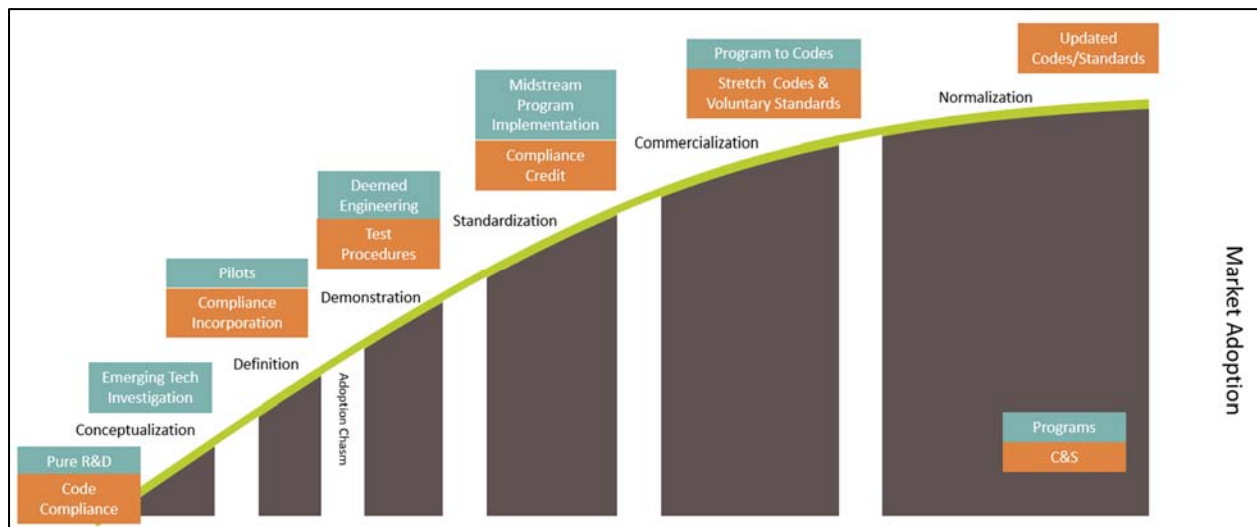 Updated
Codes/Standards
Program to Codes
Stretch Codes &
Voluntary Standards
Normalization
Midstream
Program
Implementation
Compliance
Credit
Commercialization
Deemed
Engineering
Test
Procedures
Standardization
Pilots
Compliance
Incorporation
Demonstration
Emerging Tech
Investigation
Definition
Adoption Chasm
Conceptualization
Pure R&D
Code
Compliance
Programs
C&S
Market Adoption